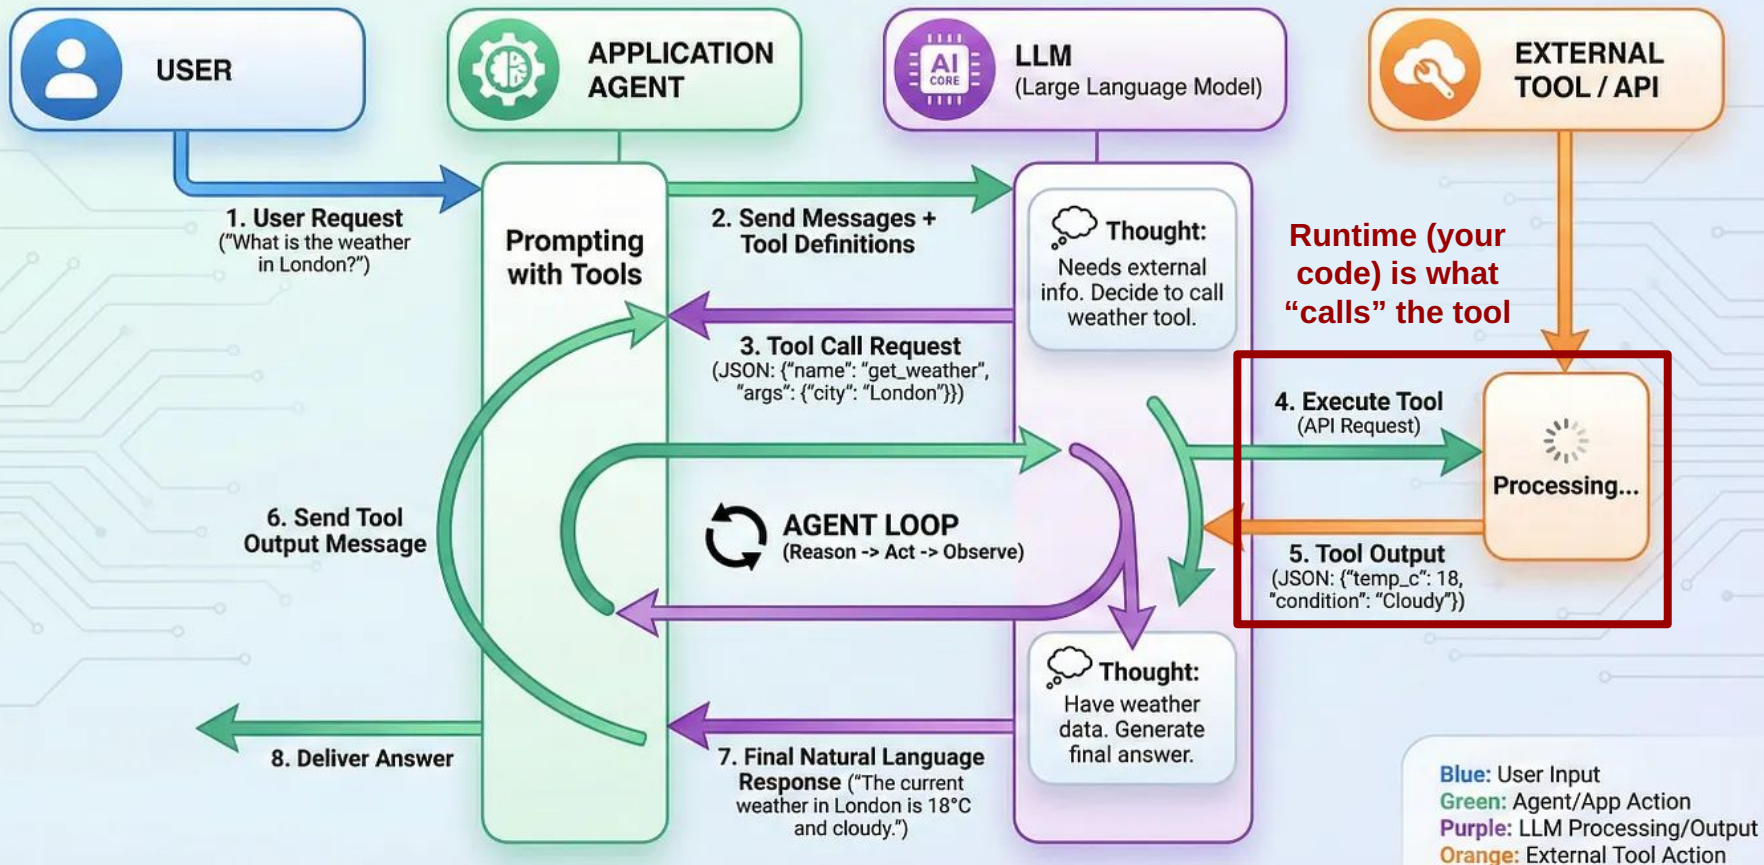 USER
APPLICATION
AGENT
AI
CORE
LLM
(Large Language Model)
EXTERNAL
TOOL / API
1. User Request
("What is the weather
in London?")
Prompting
with Tools
2. Send Messages +
Tool Definitions
Thought:
Needs external
info. Decide to call
weather tool.
Runtime (your
code) is what
“calls” the tool
3. Tool Call Request
(JSON: {"name": "get_weather",
"args": {"city": "London"}})
4. Execute Tool
(API Request)
Processing...
5. Tool Output
(JSON: {"temp_c": 18,
"condition": "Cloudy"})
6. Send Tool
Output Message
AGENT LOOP
(Reason -> Act -> Observe)
Thought:
Have weather
data. Generate
final answer.
7. Final Natural Language
Response ("The current
weather in London is 18°C
and cloudy.")
8. Deliver Answer
Blue: User Input
Green: Agent/App Action
Purple: LLM Processing/Output
Orange: External Tool Action